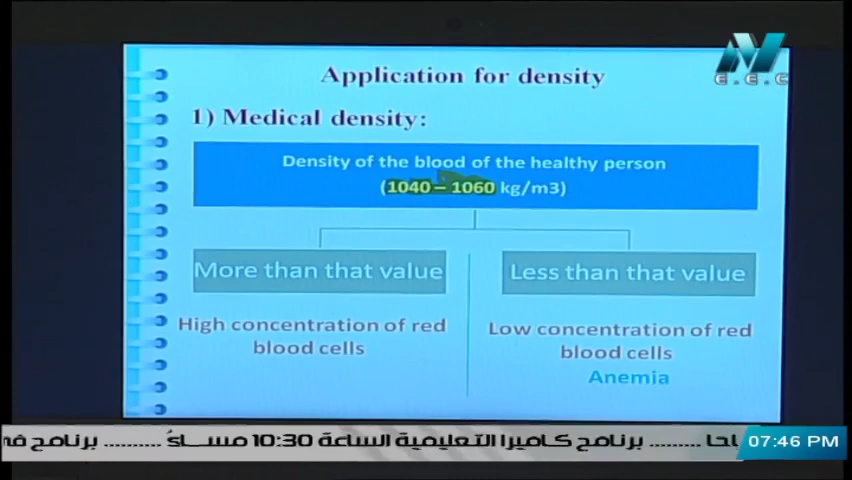 Application for density
E.E.C
1) Medical density:
Density of the blood of the healthy person
(1040 – 1060 kg/m3)
More than that value
Less than that value
High concentration of red
blood cells
Low concentration of red
blood cells
Anemia
برنامج كاميرا التعليمية الساعة 10:30 مساءً ......... برنامج
07:46 PM